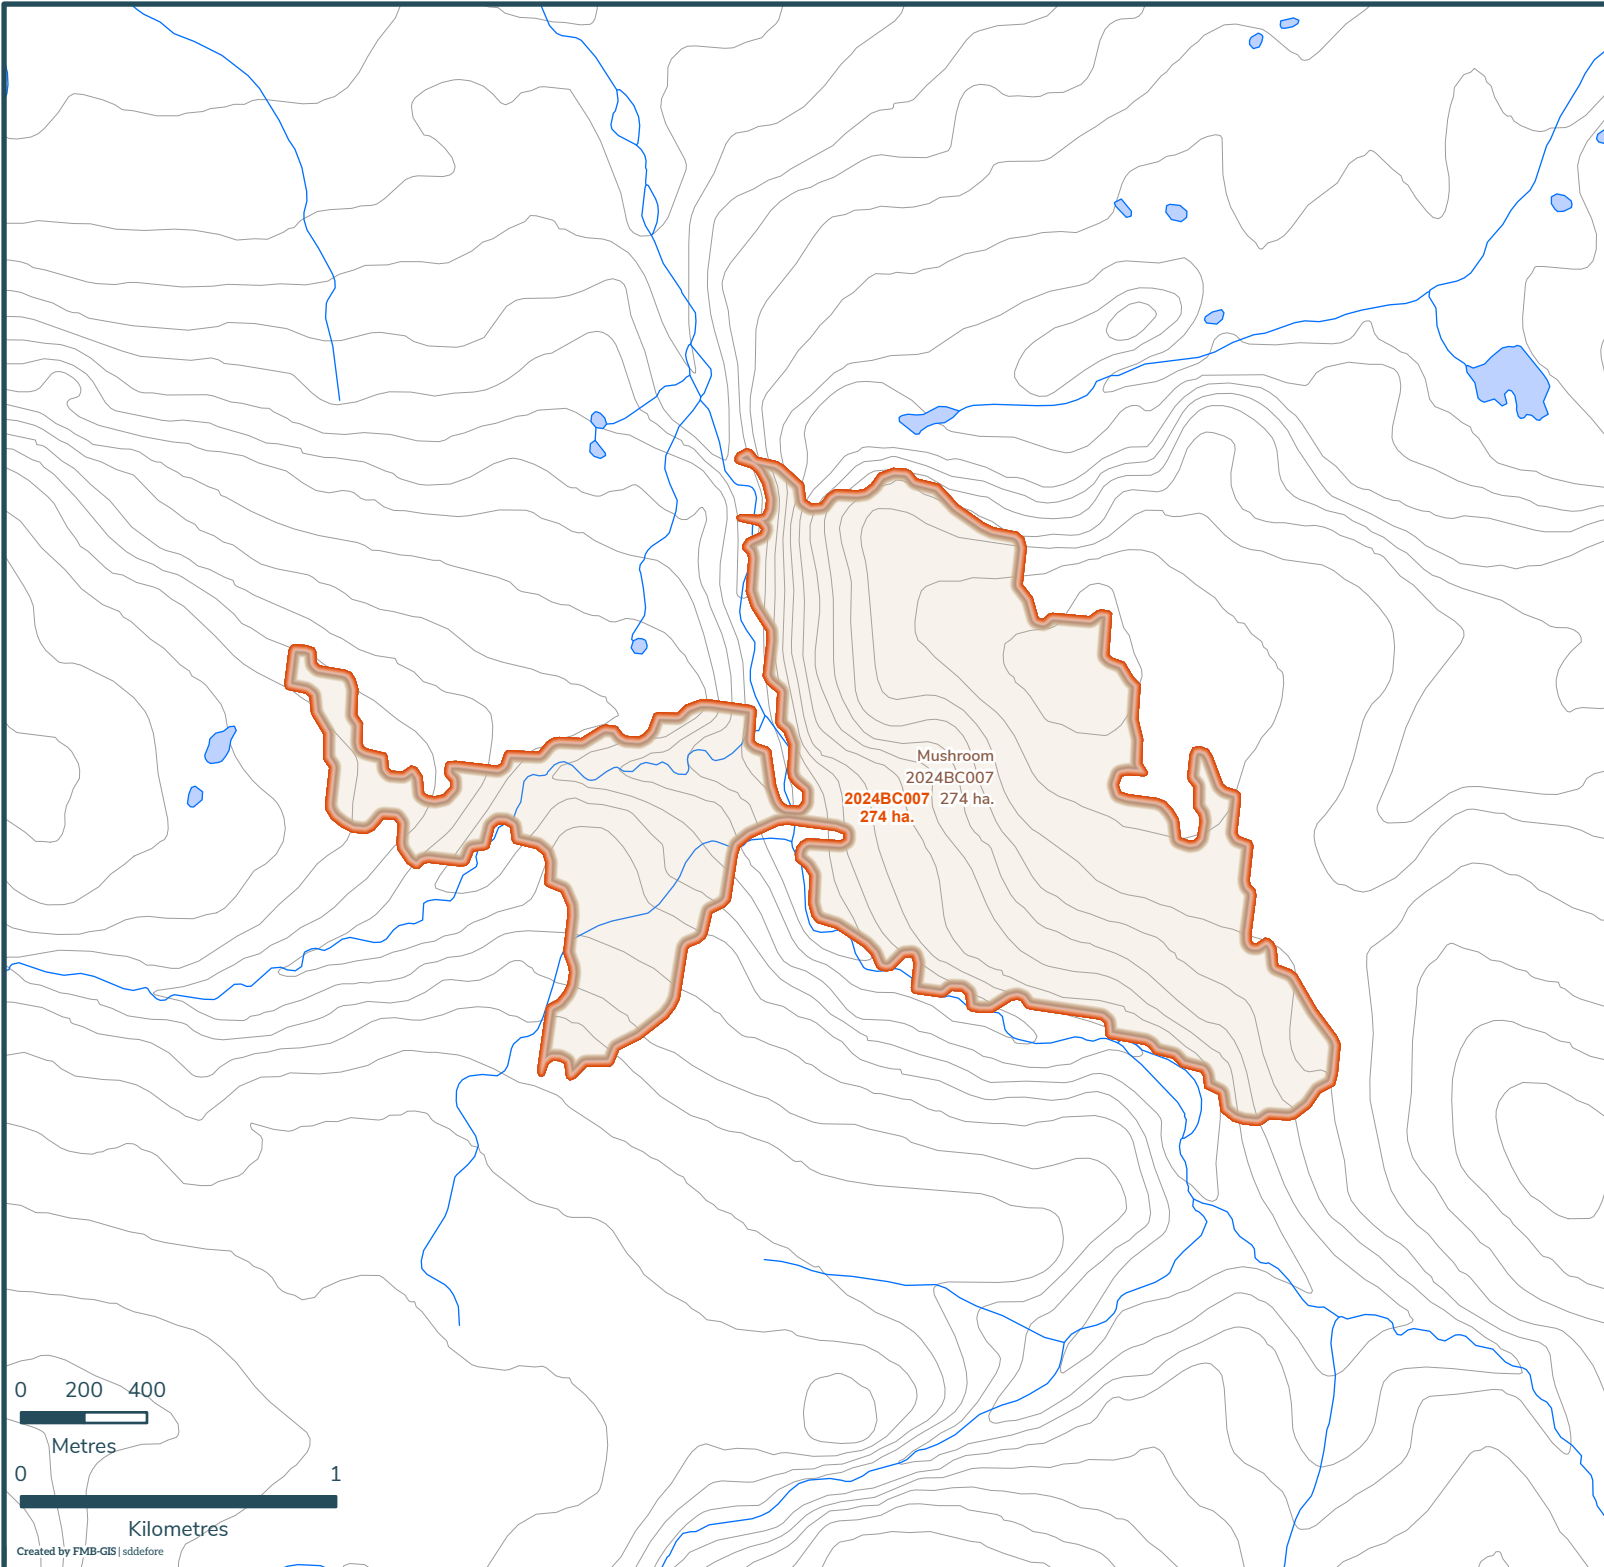 Mushroom
2024BC007
2024BC007 274 ha.
274 ha.
0 200 400
Metres
0 1
Kilometres
Created by FMB-GIS | sddefore